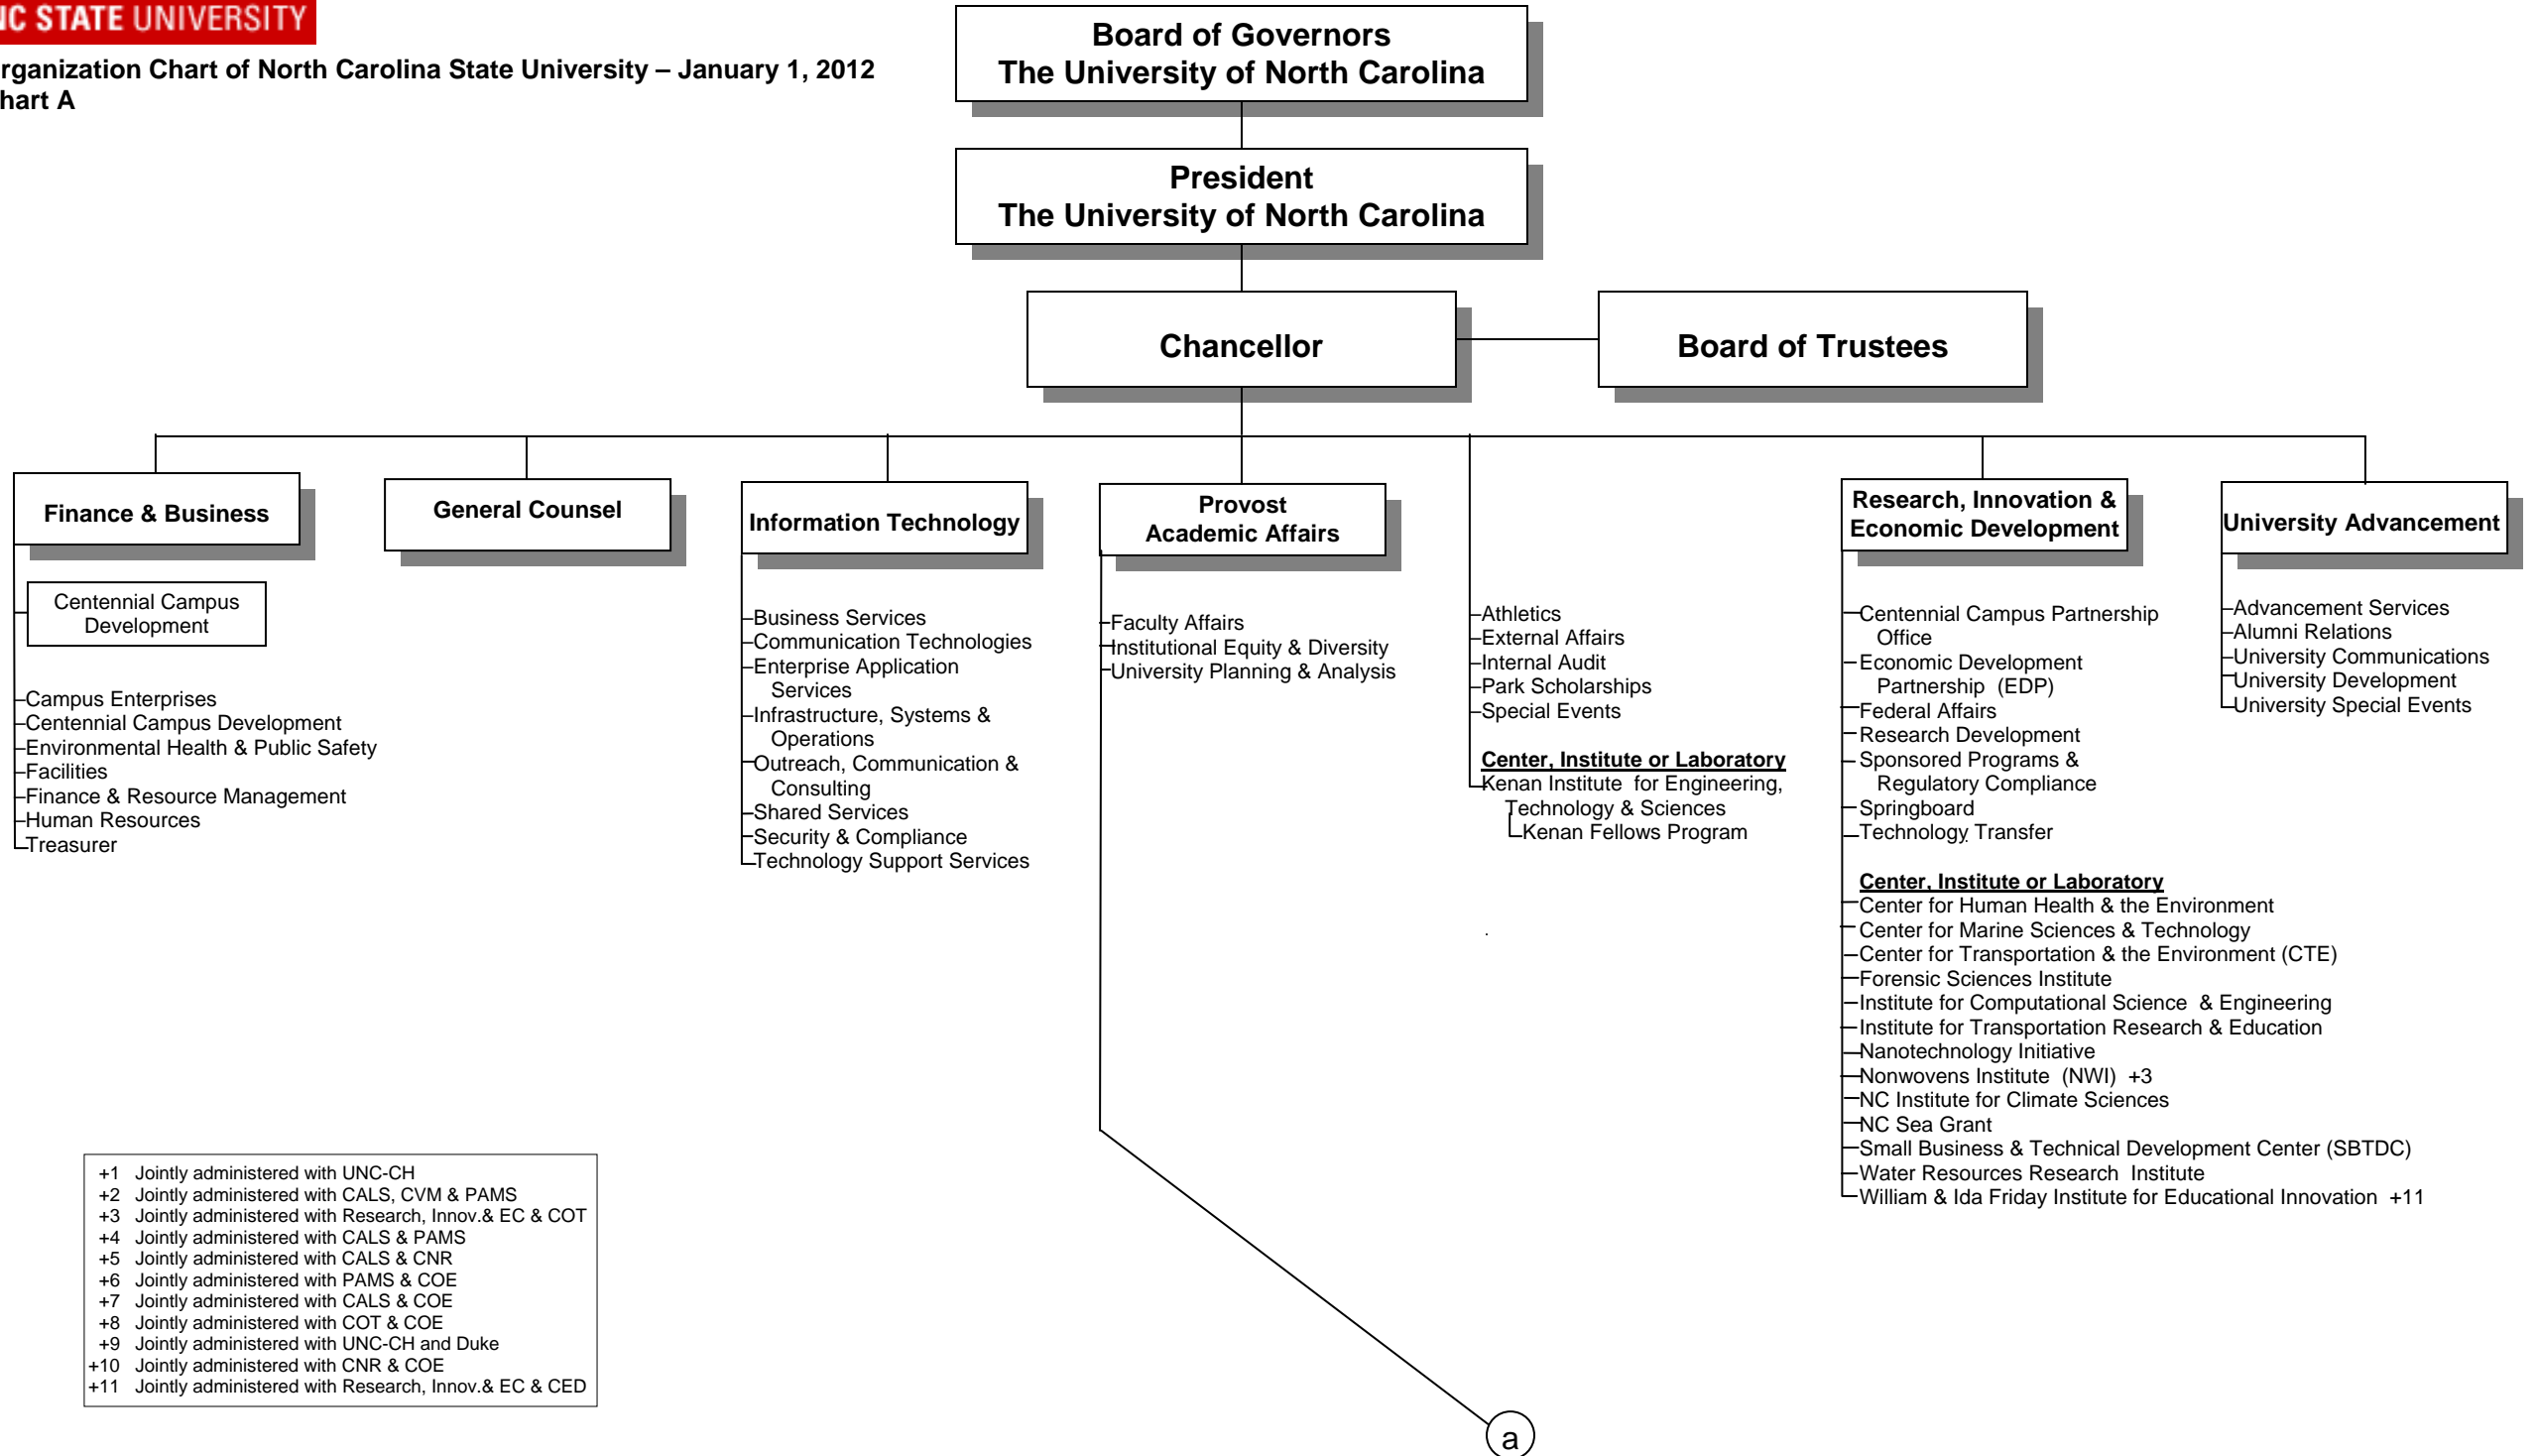 NC STATE UNIVERSITY
rganization Chart of North Carolina State University – January 1, 2012
hart A
Board of Governors
The University of North Carolina
President
The University of North Carolina
Chancellor
Board of Trustees
Finance & Business
Centennial Campus
Development
Campus Enterprises
Centennial Campus Development
Environmental Health & Public Safety
Facilities
Finance & Resource Management
Human Resources
Treasurer
General Counsel
Information Technology
Business Services
Communication Technologies
Enterprise Application
Services
Infrastructure, Systems &
Operations
Outreach, Communication &
Consulting
Shared Services
Security & Compliance
Technology Support Services
Provost
Academic Affairs
Faculty Affairs
Institutional Equity & Diversity
University Planning & Analysis
Athletics
External Affairs
Internal Audit
Park Scholarships
Special Events
Center, Institute or Laboratory
Kenan Institute for Engineering,
Technology & Sciences
Kenan Fellows Program
Research, Innovation &
Economic Development
Centennial Campus Partnership
Office
Economic Development
Partnership (EDP)
Federal Affairs
Research Development
Sponsored Programs &
Regulatory Compliance
Springboard
Technology Transfer
Center, Institute or Laboratory
Center for Human Health & the Environment
Center for Marine Sciences & Technology
Center for Transportation & the Environment (CTE)
Forensic Sciences Institute
Institute for Computational Science & Engineering
Institute for Transportation Research & Education
Nanotechnology Initiative
Nonwovens Institute (NWI) +3
NC Institute for Climate Sciences
NC Sea Grant
Small Business & Technical Development Center (SBTDC)
Water Resources Research Institute
William & Ida Friday Institute for Educational Innovation +11
University Advancement
Advancement Services
Alumni Relations
University Communications
University Development
University Special Events
+1 Jointly administered with UNC-CH
+2 Jointly administered with CALS, CVM & PAMS
+3 Jointly administered with Research, Innov.& EC & COT
+4 Jointly administered with CALS & PAMS
+5 Jointly administered with CALS & CNR
+6 Jointly administered with PAMS & COE
+7 Jointly administered with CALS & COE
+8 Jointly administered with COT & COE
+9 Jointly administered with UNC-CH and Duke
+10 Jointly administered with CNR & COE
+11 Jointly administered with Research, Innov.& EC & CED
a